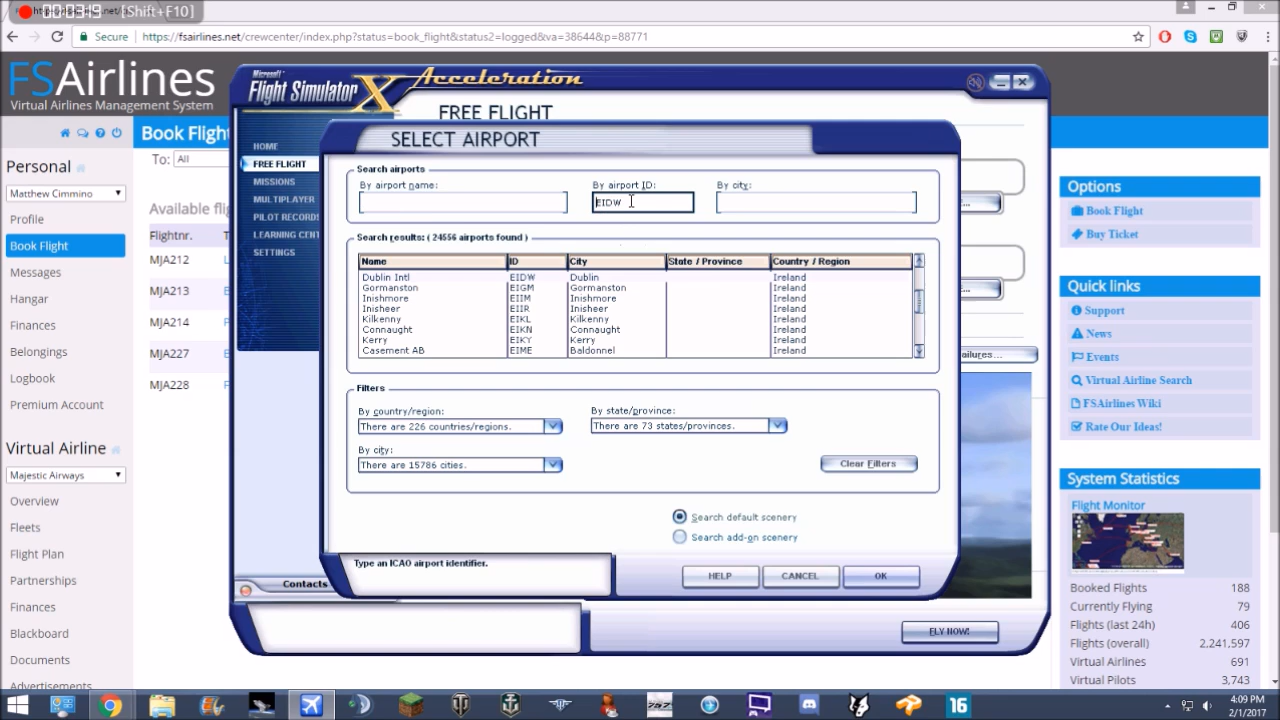 [Shift+F10]
Secure
https://fsairlines.net/crewcenter/index.php?status=book_flight&status2=logged&va=38644&p=88771
FSAirlines
Virtual Airlines Management System
Personal
Matthew Cimmino
Profile
Book Flight
Messages
Hangar
Finances
Belongings
Logbook
Premium Account
Virtual Airline
Majestic Airways
Overview
Fleets
Flight Plan
Partnerships
Finances
Blackboard
Documents
Advertisements
Book Flight
To: All
Flightnr.
MJA212
MJA213
MJA214
MJA227
MJA228
Microsoft
Flight Simulator X Acceleration
FREE FLIGHT
HOME
FREE FLIGHT
MISSIONS
MULTIPLAYER
PILOT RECORDS
SETTINGS
Contacts
SELECT AIRPORT
Search airports
By airport name:
By airport ID:
By city:
EIDW
Search results: ( 24556 airports found )
Name ID City State / Province Country / Region
Dublin Intl EIDW Dublin Ireland
Gormanston EIGM Gormanston Ireland
Inishmore EIIM Inishmore Ireland
Inisheer EIIR Inisheer Ireland
Kilkenny EIKL Kilkenny Ireland
Connaught EIKN Connaught Ireland
Kerry EIKY Kerry Ireland
Casement AB EIME Baldonnel Ireland
Filters
By country/region:
There are 226 countries/regions.
By state/province:
There are 73 states/provinces.
By city:
There are 15786 cities.
Clear Filters
Search default scenery
Search add-on scenery
Type an ICAO airport identifier.
HELP
CANCEL
OK
FLY NOW!
Options
Book Flight
Buy Ticket
Quick links
Support
News
Events
Virtual Airline Search
FSAirlines Wiki
Rate Our Ideas!
System Statistics
Flight Monitor
Booked Flights 188
Currently Flying 79
Flights (last 24h) 406
Flights (overall) 2,241,597
Virtual Airlines 691
Virtual Pilots 3,743
757
16
4:09 PM
2/1/2017